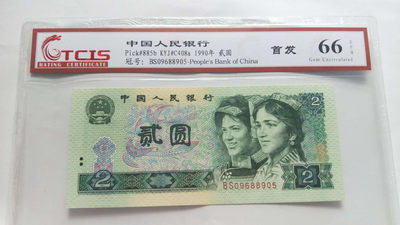 TCIS
RATING CERTIFICATE
中国人民银行
Pick#885b KYJ#C408a 1990年 贰圆
冠号: BS09688905-People's Bank of China
首发
66 EPQ
Gem Uncirculated
中国人民银行
贰圆
2
2
2
BS09688905